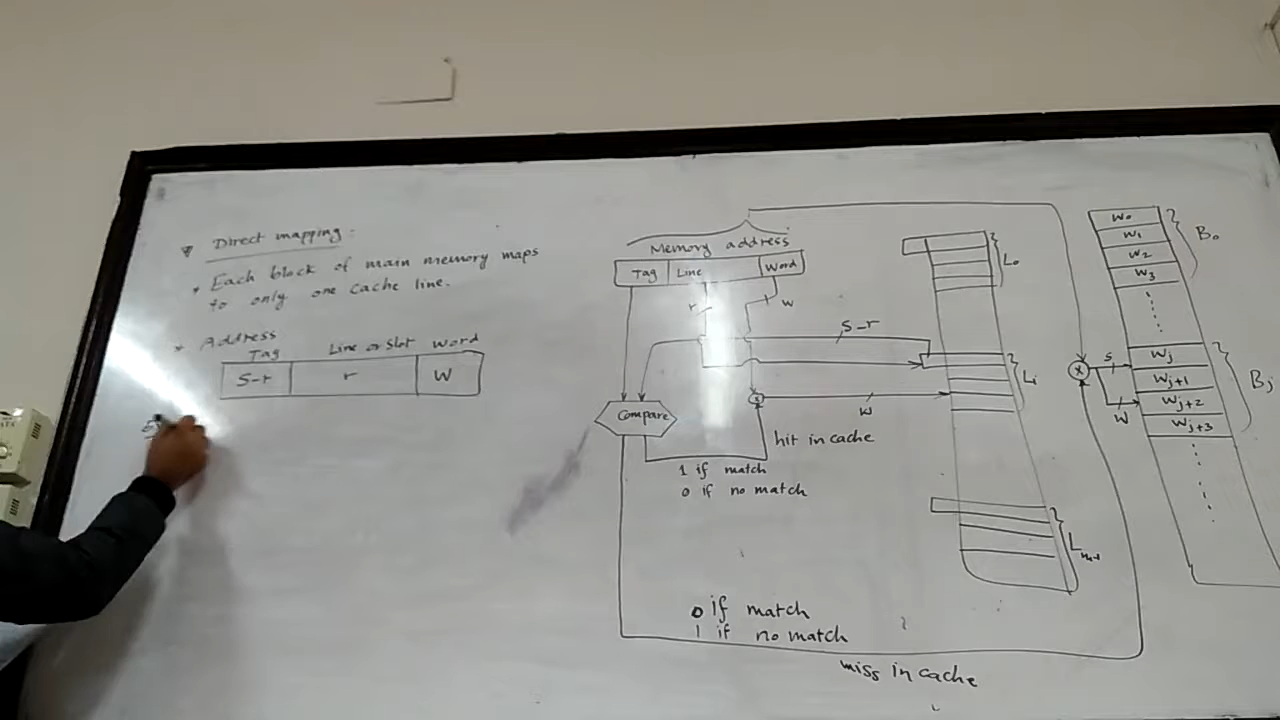 Direct mapping:
* Each block of main memory maps
to only one cache line.
* Address
Tag Line or Slot Word
S-r r W
Memory address
Tag Line Word
r
w
S-r
Compare
w
hit in cache
1 if match
0 if no match
0 if match
1 if no match
miss in cache
L₀
Lᵢ
Lₘ₋₁
X
S
W
W₀
W₁
W₂
W₃
B₀
Wj
Wj+1
Wj+2
Wj+3
Bj